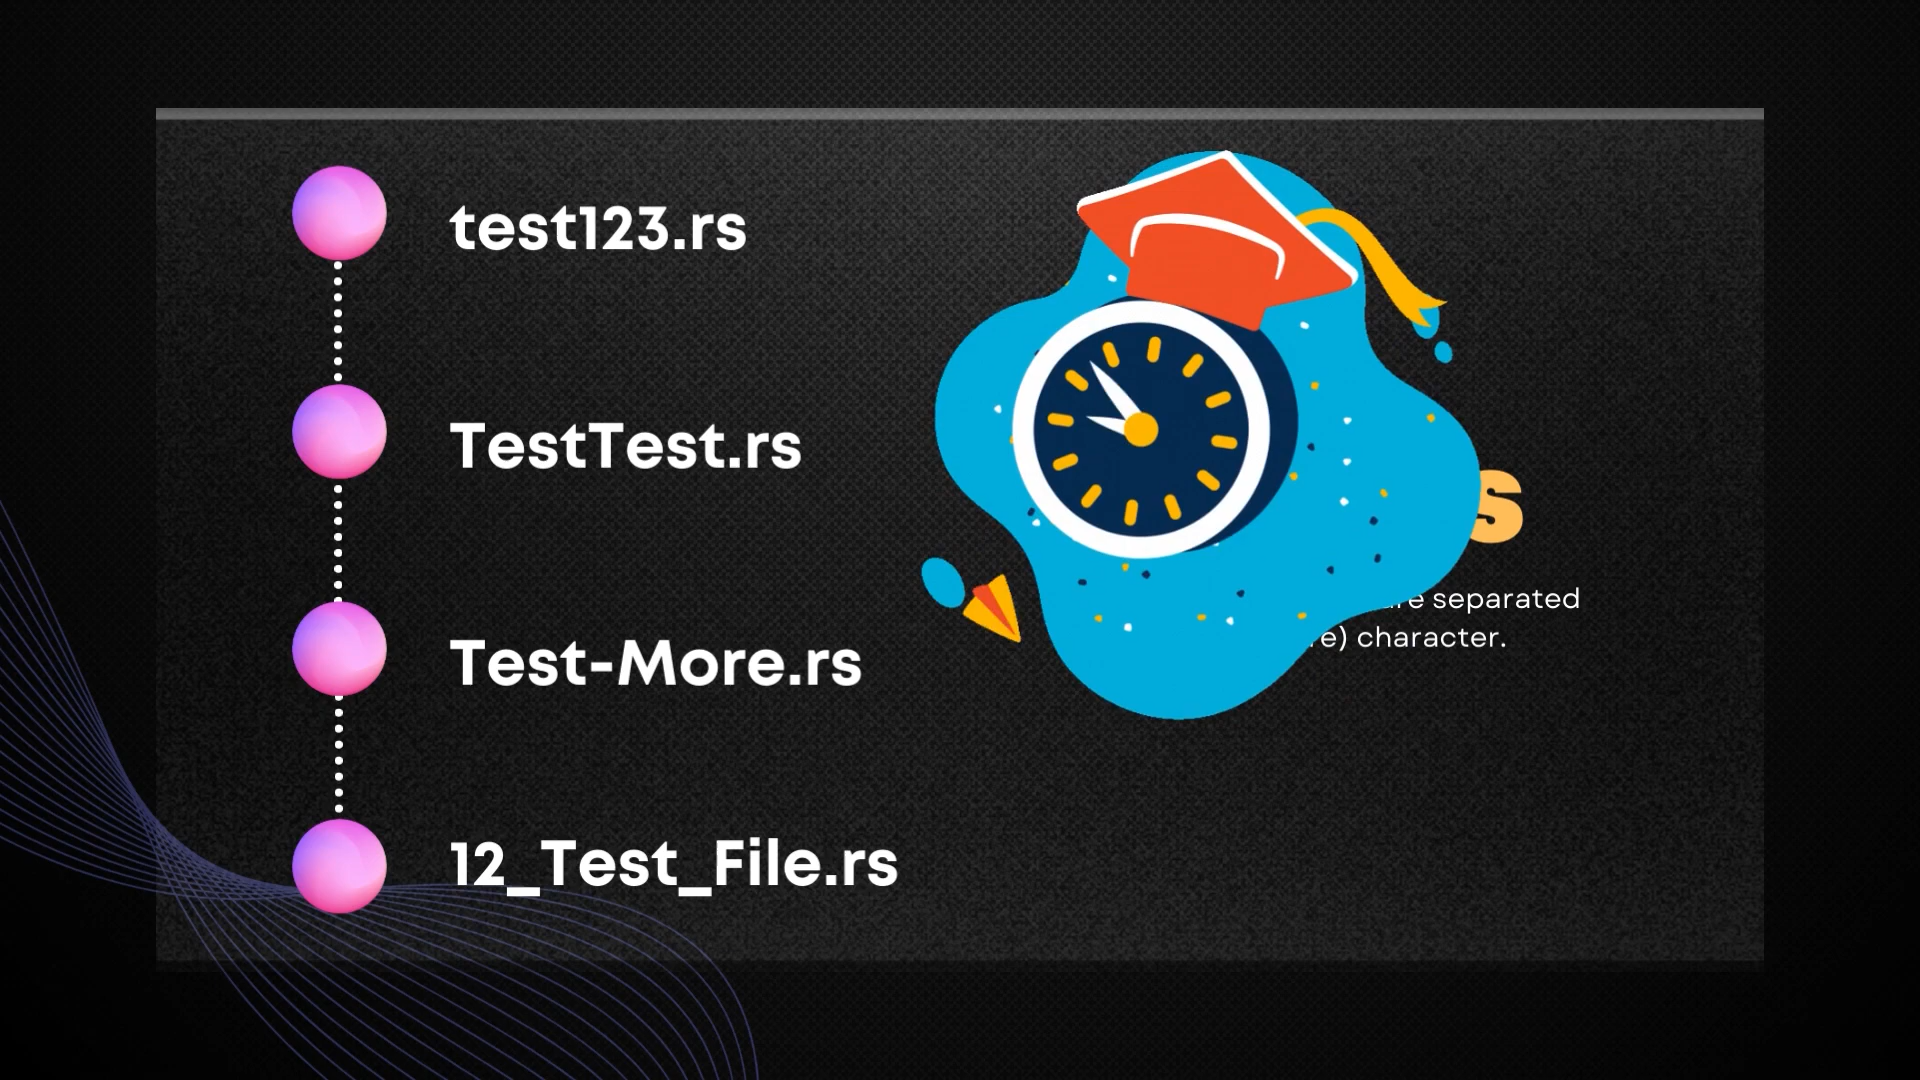 test123.rs
TestTest.rs
Test-More.rs
12_Test_File.rs
separated
character.